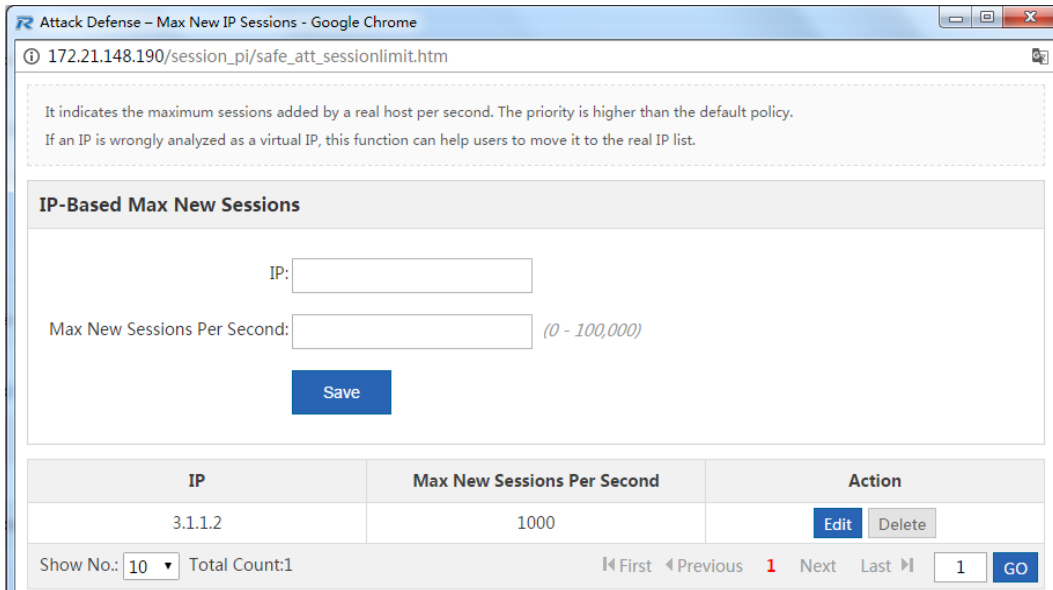 Attack Defense – Max New IP Sessions - Google Chrome
172.21.148.190/session_pi/safe_att_sessionlimit.htm
It indicates the maximum sessions added by a real host per second. The priority is higher than the default policy.
If an IP is wrongly analyzed as a virtual IP, this function can help users to move it to the real IP list.
IP-Based Max New Sessions
IP:
Max New Sessions Per Second: (0 - 100,000)
Save
IP Max New Sessions Per Second Action
3.1.1.2 1000 Edit Delete
Show No.: 10 Total Count:1 First Previous 1 Next Last 1 GO